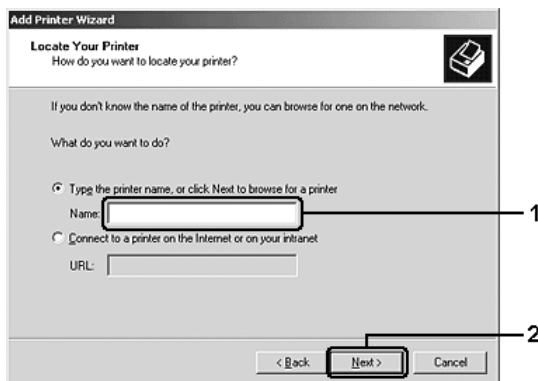 Add Printer Wizard
Locate Your Printer
How do you want to locate your printer?
If you don't know the name of the printer, you can browse for one on the network.
What do you want to do?
Type the printer name, or click Next to browse for a printer
Name:
1
Connect to a printer on the Internet or on your intranet
URL:
2
< Back Next > Cancel